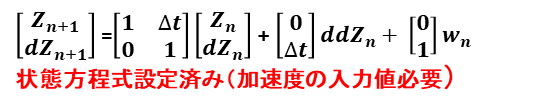 [Z_{n+1} dZ_{n+1}] = [1 Δt 0 1] [Z_n dZ_n] + [0 Δt] ddZ_n + [0 1] w_n
状態方程式設定済み(加速度の入力値必要)